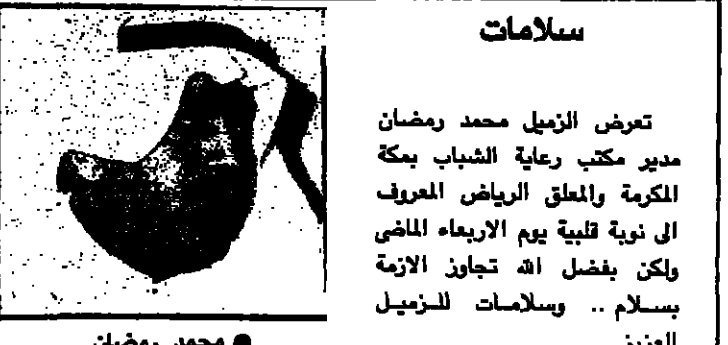 سلامات
تعرض الزميل محمد رمضان
مدير مكتب رعاية الشباب بمكة
المكرمة والمعلق الرياض المعروف
الى نوبة قلبية يوم الاربعاء الماضى
ولكن بفضل الله تجاوز الازمة
بسلام .. وسلامات للزميل
العزيز
● محمد رمضان